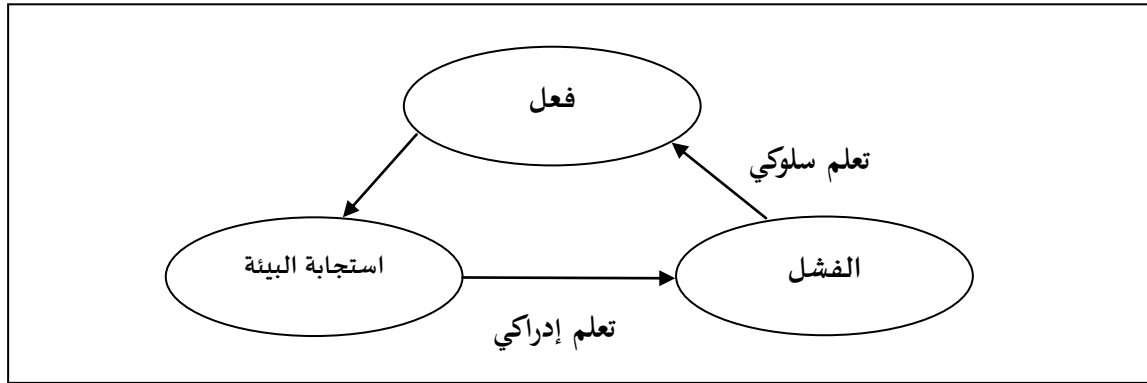 فعل
تعلم سلوكي
الفشل
استجابة البيئة
تعلم إدراكي